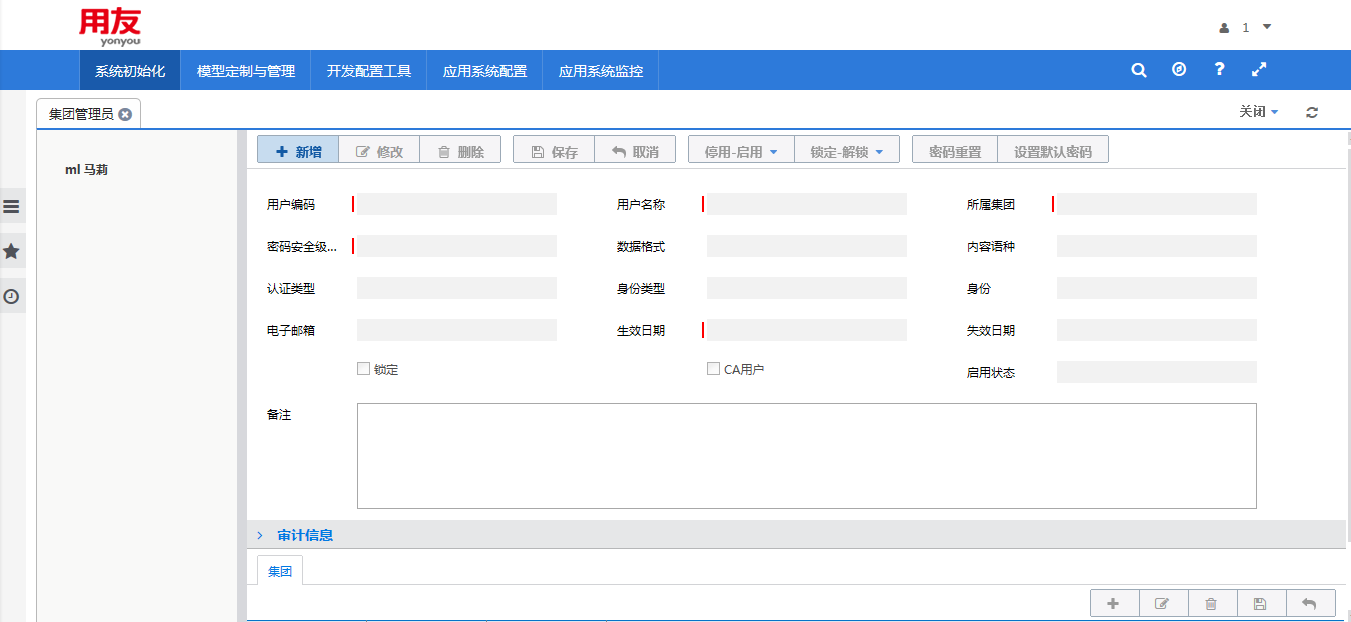 用友
yonyou
1
系统初始化 模型定制与管理 开发配置工具 应用系统配置 应用系统监控
集团管理员 关闭
ml 马莉
新增 修改 删除 保存 取消 停用-启用 锁定-解锁 密码重置 设置默认密码
用户编码 用户名称 所属集团
密码安全级... 数据格式 内容语种
认证类型 身份类型 身份
电子邮箱 生效日期 失效日期
锁定 CA用户 启用状态
备注
审计信息
集团